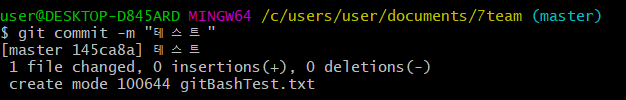 user@DESKTOP-D845ARD MINGW64 /c/users/user/documents/7team (master)
$ git commit -m "테스트"
[master 145ca8a] 테스트
 1 file changed, 0 insertions(+), 0 deletions(-)
 create mode 100644 gitBashTest.txt